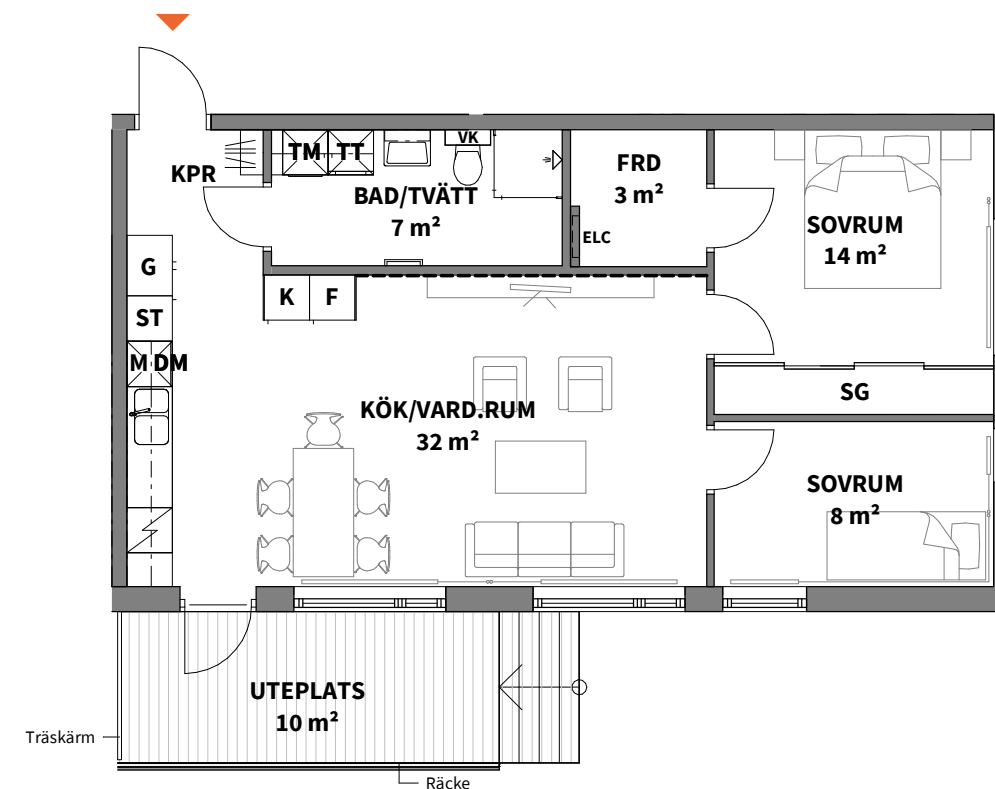 KPR
TM
TT
VK
BAD/TVÄTT
7 m²
FRD
3 m²
ELC
SOVRUM
14 m²
G
ST
M DM
K
F
KÖK/VARD.RUM
32 m²
SG
SOVRUM
8 m²
UTEPLATS
10 m²
Träskärm
Räcke